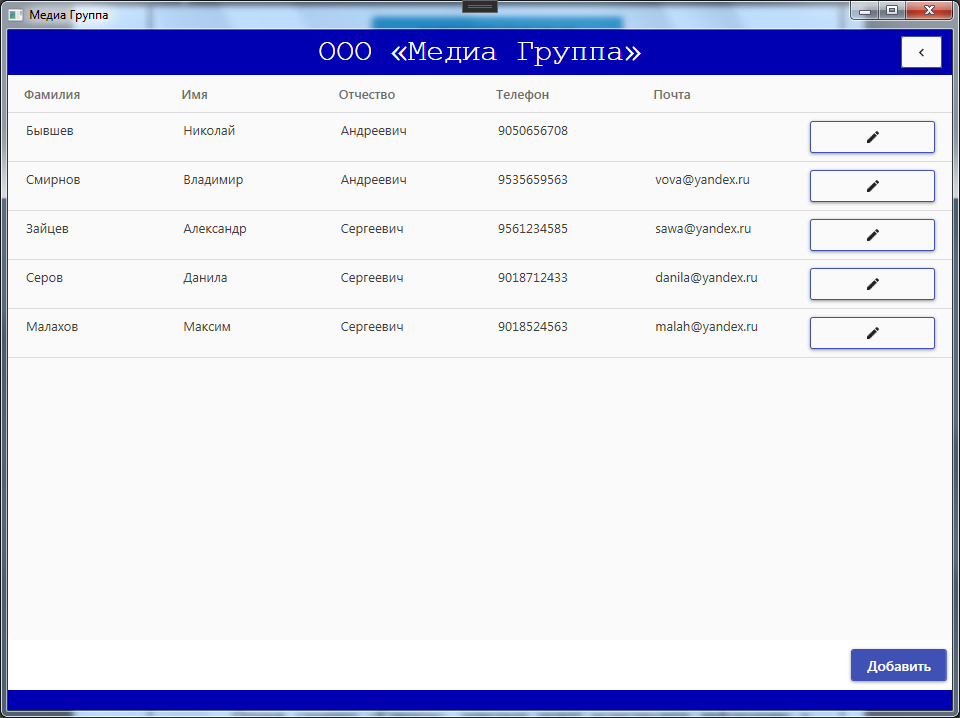 Медиа Группа
ООО «Медиа Группа»
Фамилия Имя Отчество Телефон Почта
Бывшев Николай Андреевич 9050656708
Смирнов Владимир Андреевич 9535659563 vova@yandex.ru
Зайцев Александр Сергеевич 9561234585 sawa@yandex.ru
Серов Данила Сергеевич 9018712433 danila@yandex.ru
Малахов Максим Сергеевич 9018524563 malah@yandex.ru
Добавить